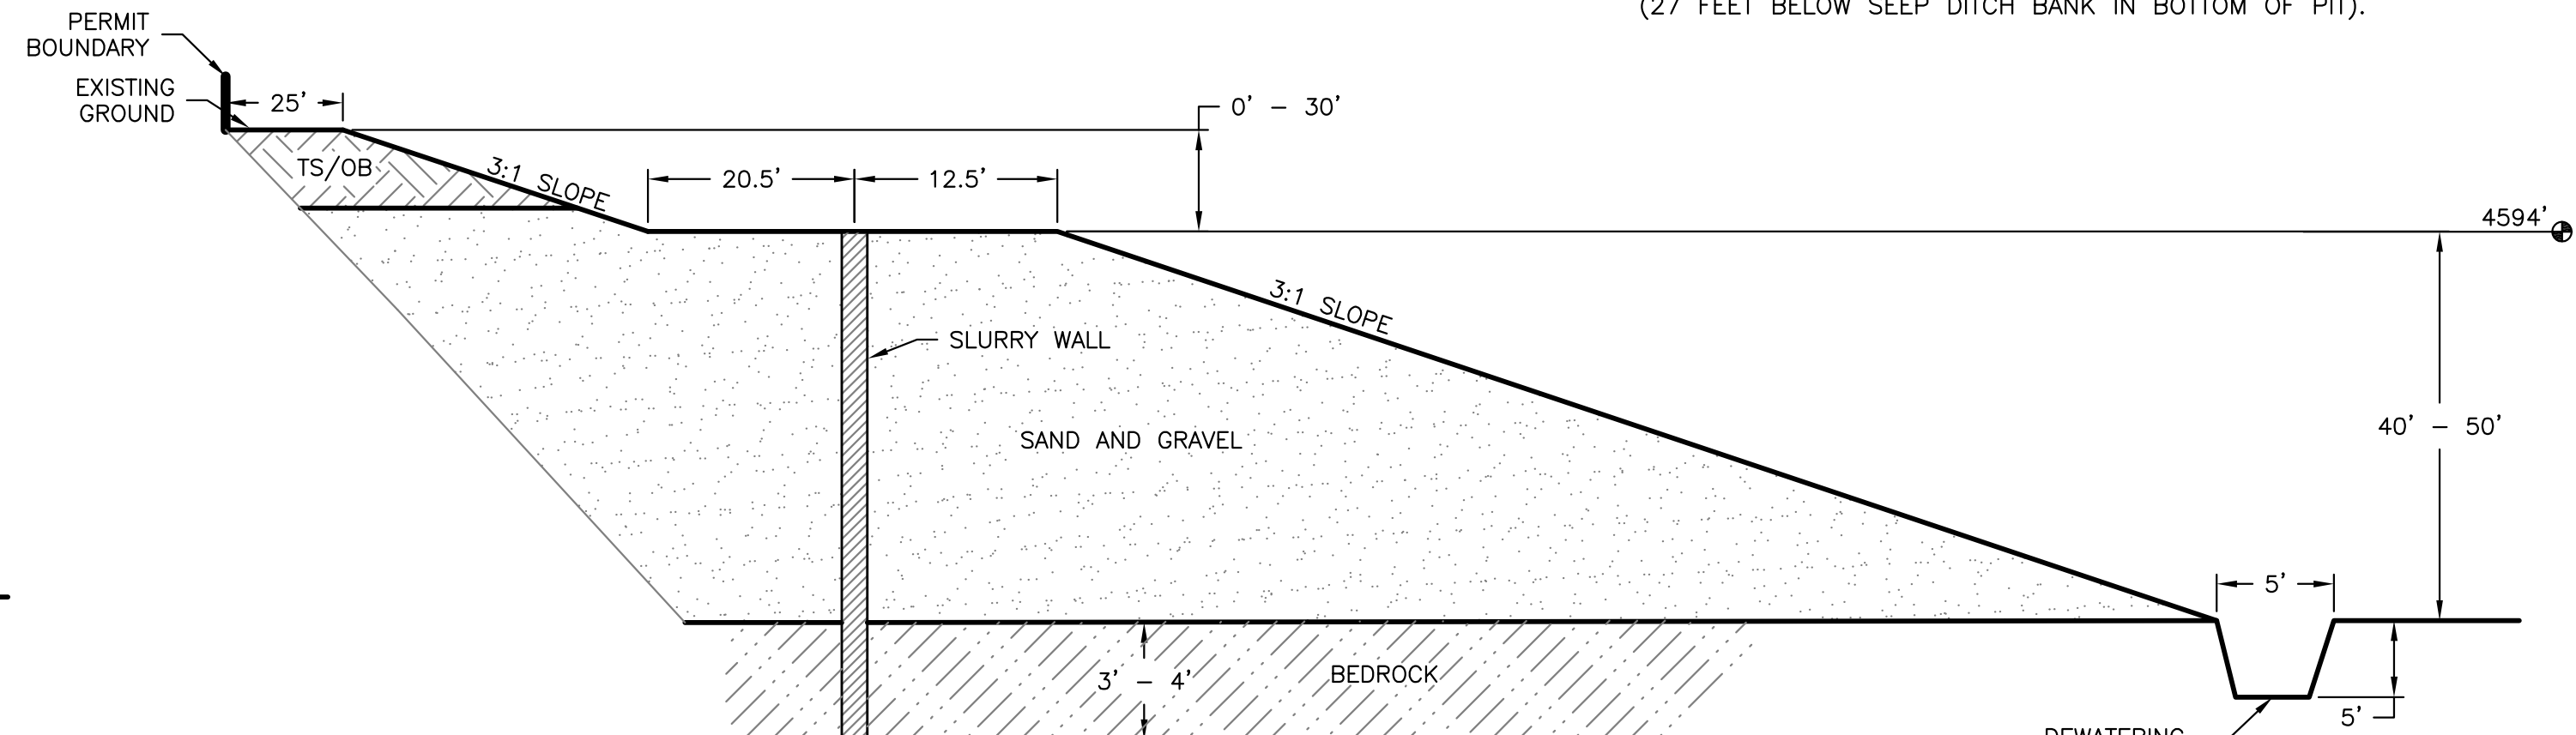 (27 FEET BELOW SEEP DITCH BANK IN BOTTOM OF PIT).
PERMIT
BOUNDARY
EXISTING
GROUND
25'
0' - 30'
TS/OB
3:1 SLOPE
20.5'
12.5'
4594'
3:1 SLOPE
SLURRY WALL
SAND AND GRAVEL
40' - 50'
5'
3' - 4'
BEDROCK
5'
DEWATERING